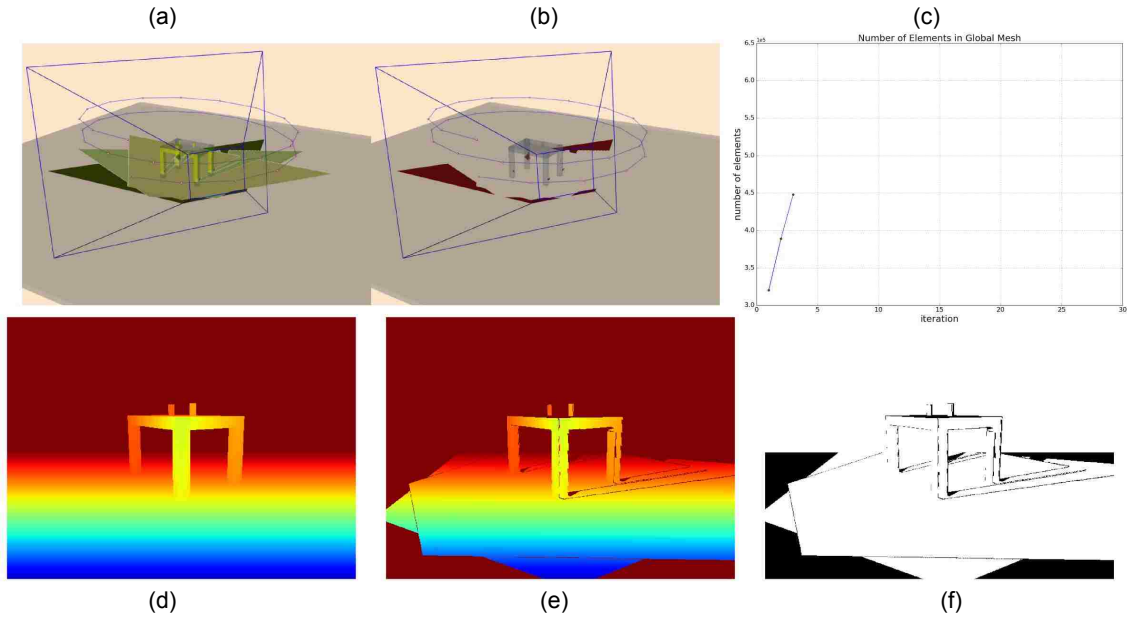 (a) (b) (c)
Number of Elements in Global Mesh
1e5
6.5
6.0
5.5
5.0
4.5
4.0
3.5
3.0
number of elements
0 5 10 15 20 25 30
iteration
(d) (e) (f)